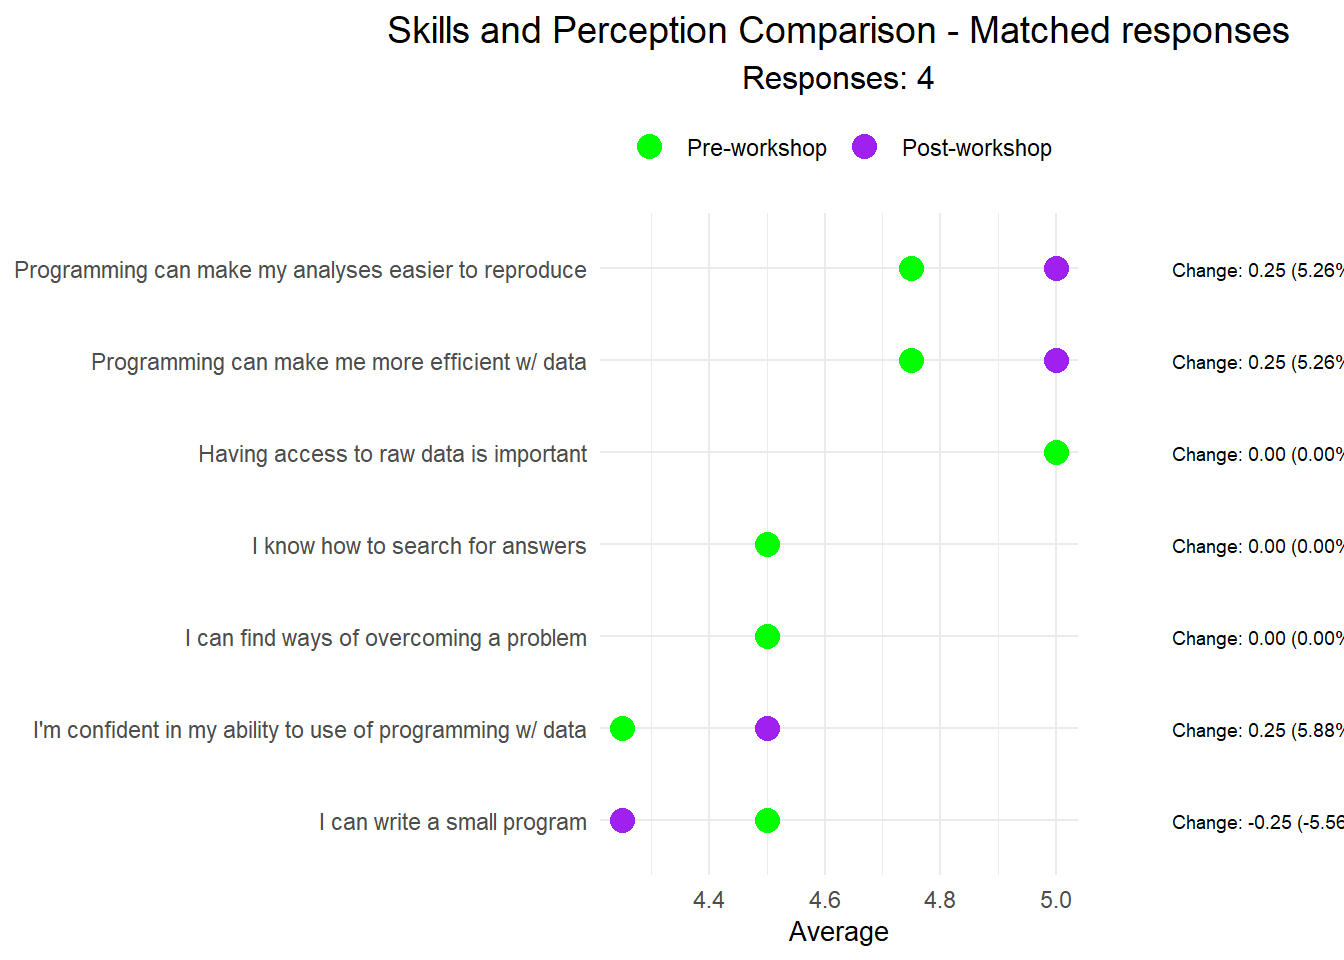 Skills and Perception Comparison - Matched responses
Responses: 4
Pre-workshop Post-workshop
Programming can make my analyses easier to reproduce Change: 0.25 (5.26%
Programming can make me more efficient w/ data Change: 0.25 (5.26%
Having access to raw data is important Change: 0.00 (0.00%
I know how to search for answers Change: 0.00 (0.00%
I can find ways of overcoming a problem Change: 0.00 (0.00%
I'm confident in my ability to use of programming w/ data Change: 0.25 (5.88%
I can write a small program Change: -0.25 (-5.56
4.4 4.6 4.8 5.0
Average